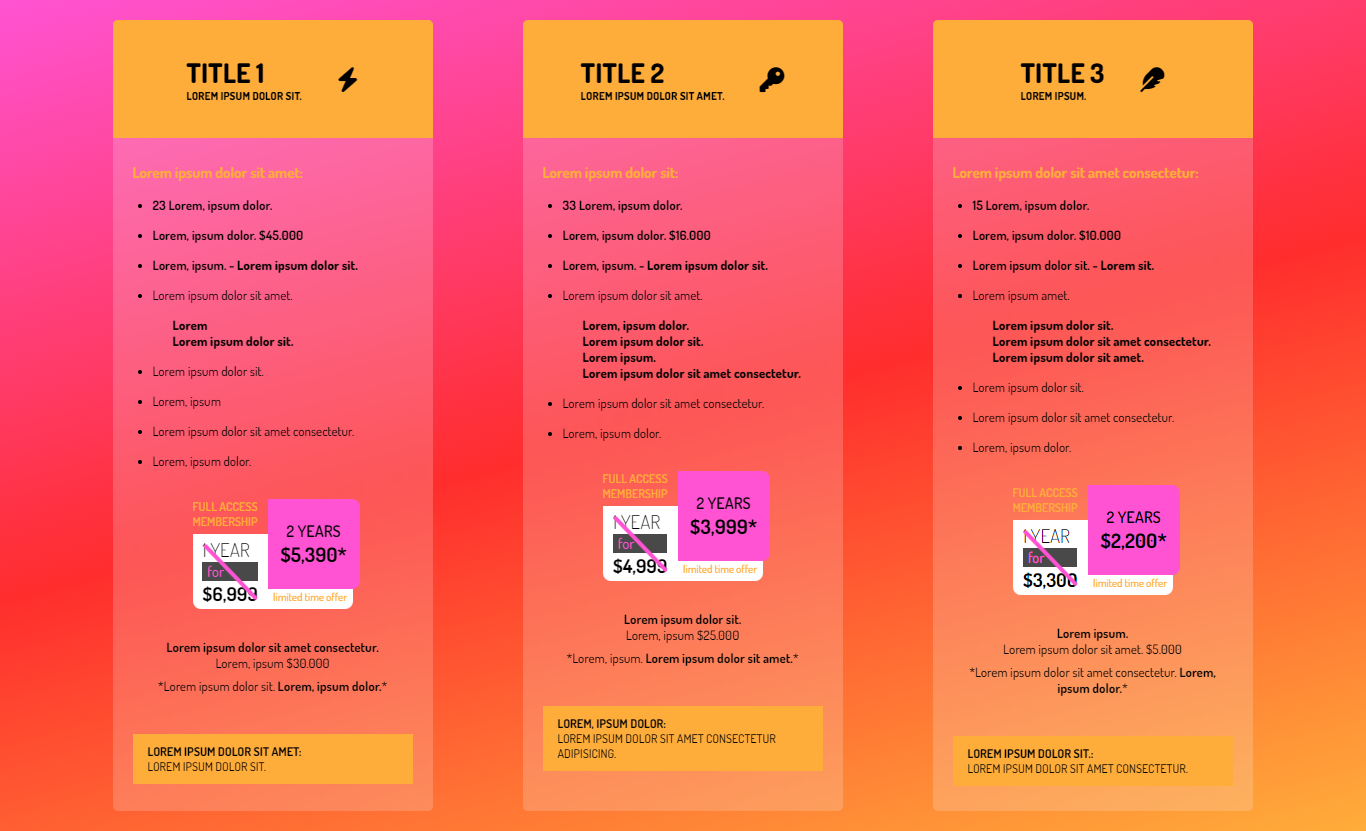 TITLE 1
LOREM IPSUM DOLOR SIT.
Lorem ipsum dolor sit amet:
23 Lorem, ipsum dolor.
Lorem, ipsum dolor. $45.000
Lorem, ipsum. - Lorem ipsum dolor sit.
Lorem ipsum dolor sit amet.
Lorem
Lorem ipsum dolor sit.
Lorem ipsum dolor sit.
Lorem, ipsum
Lorem ipsum dolor sit amet consectetur.
Lorem, ipsum dolor.
FULL ACCESS
MEMBERSHIP
1 YEAR
for
$6,999
2 YEARS
$5,390*
limited time offer
Lorem ipsum dolor sit amet consectetur.
Lorem, ipsum $30.000
*Lorem ipsum dolor sit. Lorem, ipsum dolor.*
LOREM IPSUM DOLOR SIT AMET:
LOREM IPSUM DOLOR SIT.
TITLE 2
LOREM IPSUM DOLOR SIT AMET.
Lorem ipsum dolor sit:
33 Lorem, ipsum dolor.
Lorem, ipsum dolor. $16.000
Lorem, ipsum. - Lorem ipsum dolor sit.
Lorem ipsum dolor sit amet.
Lorem, ipsum dolor.
Lorem ipsum dolor sit.
Lorem ipsum.
Lorem ipsum dolor sit amet consectetur.
Lorem ipsum dolor sit amet consectetur.
Lorem, ipsum dolor.
FULL ACCESS
MEMBERSHIP
1 YEAR
for
$4,999
2 YEARS
$3,999*
limited time offer
Lorem ipsum dolor sit.
Lorem, ipsum $25.000
*Lorem, ipsum. Lorem ipsum dolor sit amet.*
LOREM, IPSUM DOLOR:
LOREM IPSUM DOLOR SIT AMET CONSECTETUR
ADIPISICING.
TITLE 3
LOREM IPSUM.
Lorem ipsum dolor sit amet consectetur:
15 Lorem, ipsum dolor.
Lorem, ipsum dolor. $10.000
Lorem ipsum dolor sit. - Lorem sit.
Lorem ipsum amet.
Lorem ipsum dolor sit.
Lorem ipsum dolor sit amet consectetur.
Lorem ipsum dolor sit amet.
Lorem ipsum dolor sit.
Lorem ipsum dolor sit amet consectetur.
Lorem, ipsum dolor.
FULL ACCESS
MEMBERSHIP
1 YEAR
for
$3,300
2 YEARS
$2,200*
limited time offer
Lorem ipsum.
Lorem ipsum dolor sit amet. $5.000
*Lorem ipsum dolor sit amet consectetur. Lorem,
ipsum dolor.*
LOREM IPSUM DOLOR SIT.:
LOREM IPSUM DOLOR SIT AMET CONSECTETUR.